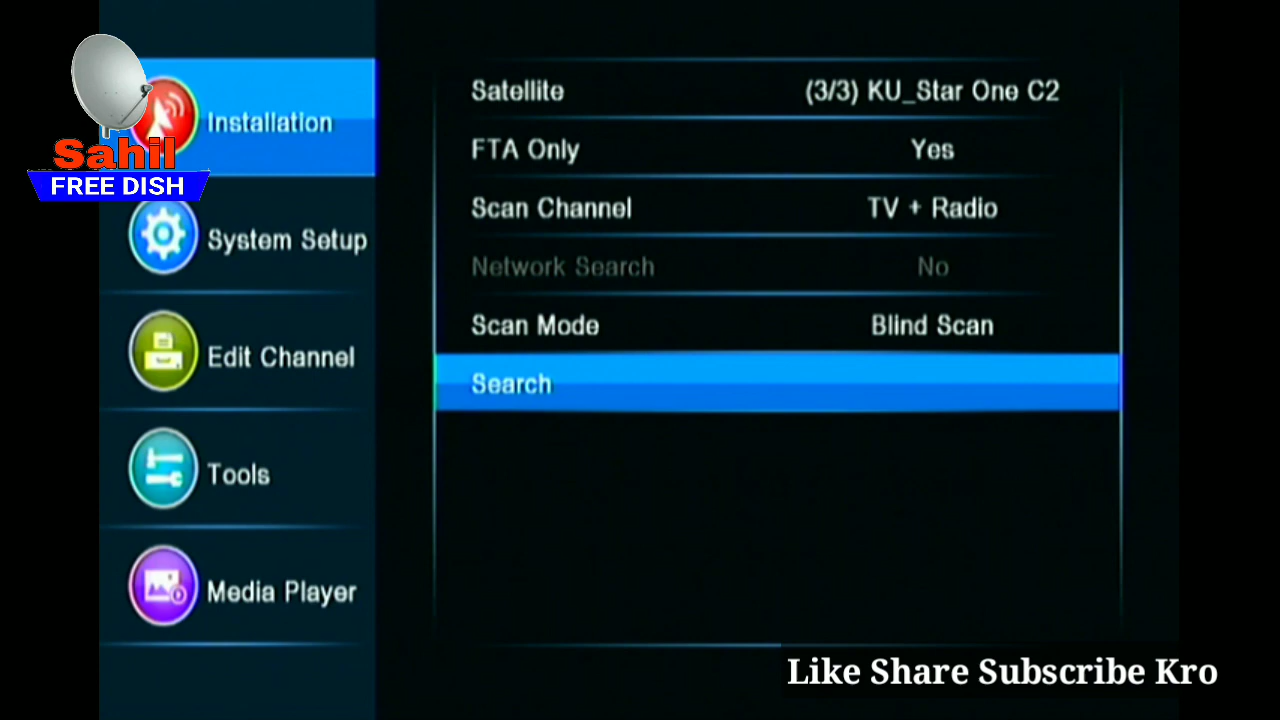 Sahil
FREE DISH
Installation
System Setup
Edit Channel
Tools
Media Player
Satellite (3/3) KU_Star One C2
FTA Only Yes
Scan Channel TV + Radio
Network Search No
Scan Mode Blind Scan
Search
Like Share Subscribe Kro